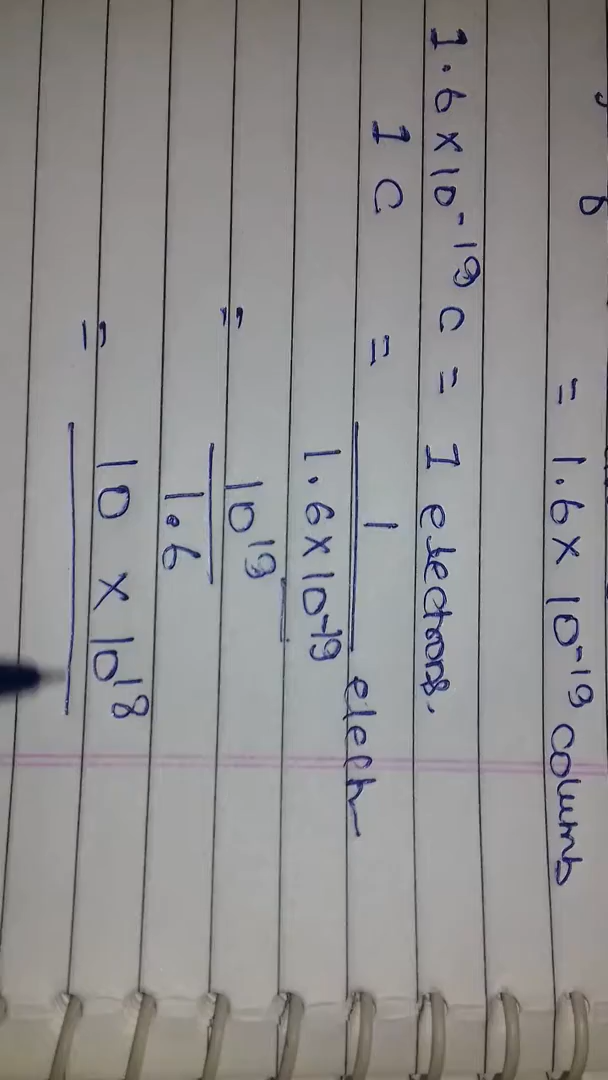 = 1.6 × 10⁻¹⁹ columb
1.6 × 10⁻¹⁹ C = 1 electrons.
1 C = 1
1.6 × 10⁻¹⁹
= 10¹⁹
1.6
= 10 × 10¹⁸